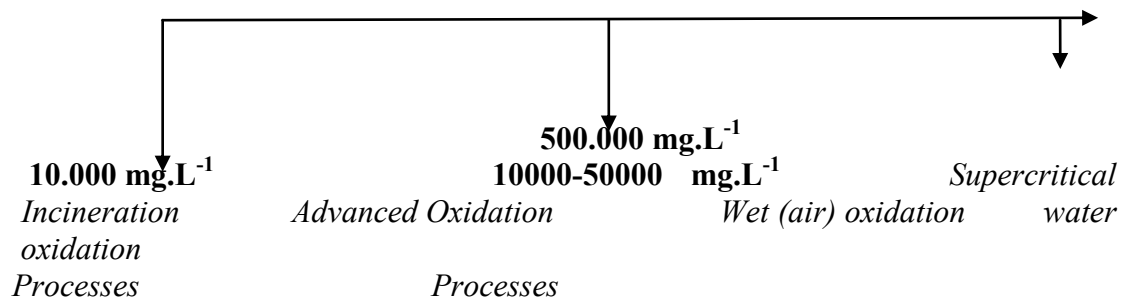 500.000 mg.L-1
10.000 mg.L-1 10000-50000 mg.L-1 Supercritical
Incineration Advanced Oxidation Wet (air) oxidation water
oxidation
Processes Processes